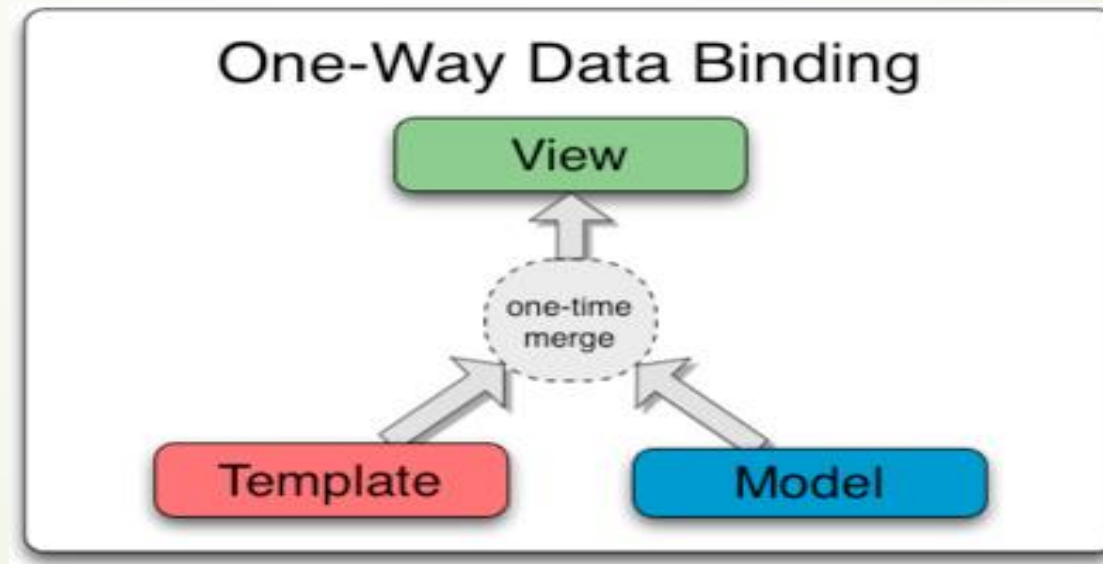 One-Way Data Binding
View
one-time
merge
Template
Model